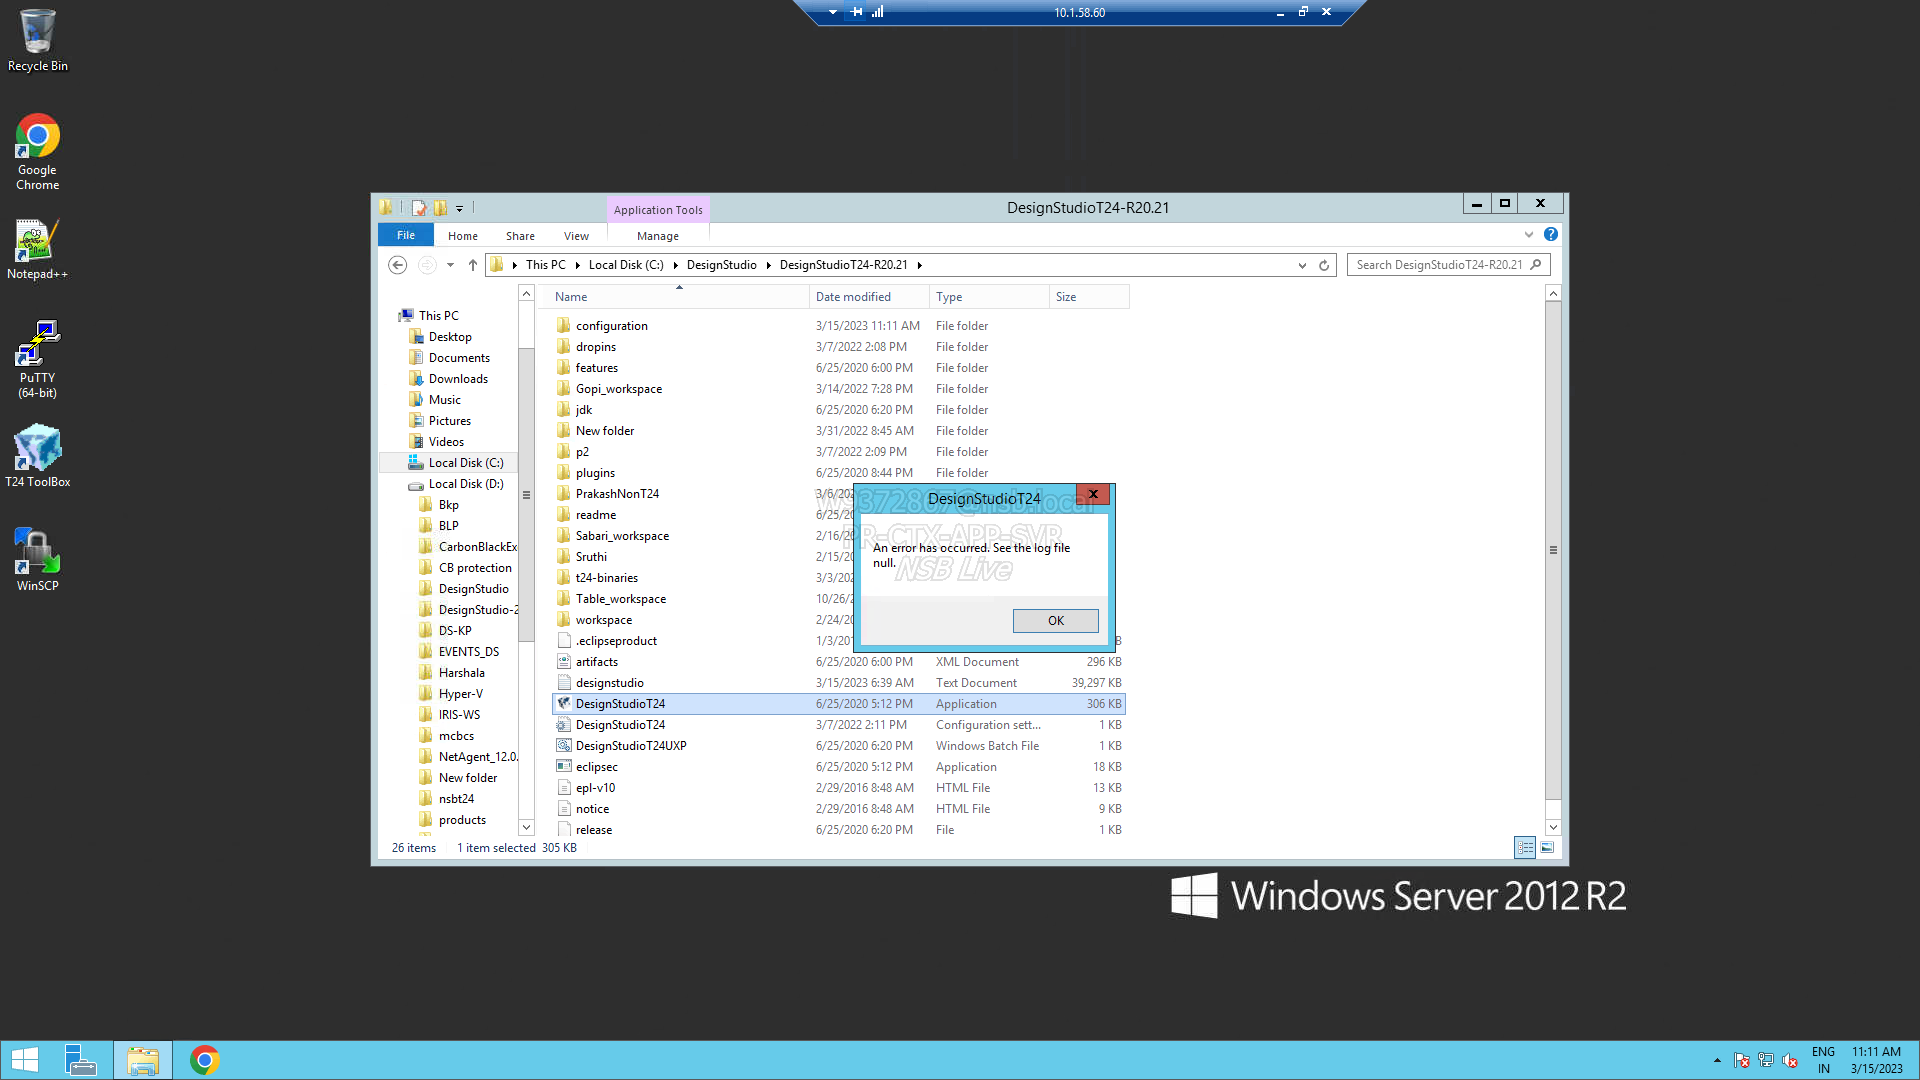 10.1.58.60
Recycle Bin
Google
Chrome
Notepad++
PuTTY
(64-bit)
T24 ToolBox
WinSCP
Application Tools
DesignStudioT24-R20.21
File
Home
Share
View
Manage
This PC
Local Disk (C:)
DesignStudio
DesignStudioT24-R20.21
Search DesignStudioT24-R20.21
This PC
Desktop
Documents
Downloads
Music
Pictures
Videos
Local Disk (C:)
Local Disk (D:)
Bkp
BLP
CarbonBlackEx
CB protection
DesignStudio
DesignStudio-2
DS-KP
EVENTS_DS
Harshala
Hyper-V
IRIS-WS
mcbcs
NetAgent_12.0.
New folder
nsbt24
products
Name Date modified Type Size
configuration 3/15/2023 11:11 AM File folder
dropins 3/7/2022 2:08 PM File folder
features 6/25/2020 6:00 PM File folder
Gopi_workspace 3/14/2022 7:28 PM File folder
jdk 6/25/2020 6:20 PM File folder
New folder 3/31/2022 8:45 AM File folder
p2 3/7/2022 2:09 PM File folder
plugins 6/25/2020 8:44 PM File folder
PrakashNonT24 3/6/202
readme 6/25/20
Sabari_workspace 2/16/20
Sruthi 2/15/20
t24-binaries 3/3/202
Table_workspace 10/26/2
workspace 2/24/20
.eclipseproduct 1/3/201 B
artifacts 6/25/2020 6:00 PM XML Document 296 KB
designstudio 3/15/2023 6:39 AM Text Document 39,297 KB
DesignStudioT24 6/25/2020 5:12 PM Application 306 KB
DesignStudioT24 3/7/2022 2:11 PM Configuration sett... 1 KB
DesignStudioT24UXP 6/25/2020 6:20 PM Windows Batch File 1 KB
eclipsec 6/25/2020 5:12 PM Application 18 KB
epl-v10 2/29/2016 8:48 AM HTML File 13 KB
notice 2/29/2016 8:48 AM HTML File 9 KB
release 6/25/2020 6:20 PM File 1 KB
DesignStudioT24
PR-CTX-APP-SVR
An error has occurred. See the log file
null.
NSB Live
OK
26 items 1 item selected 305 KB
Windows Server 2012 R2
ENG
IN
11:11 AM
3/15/2023